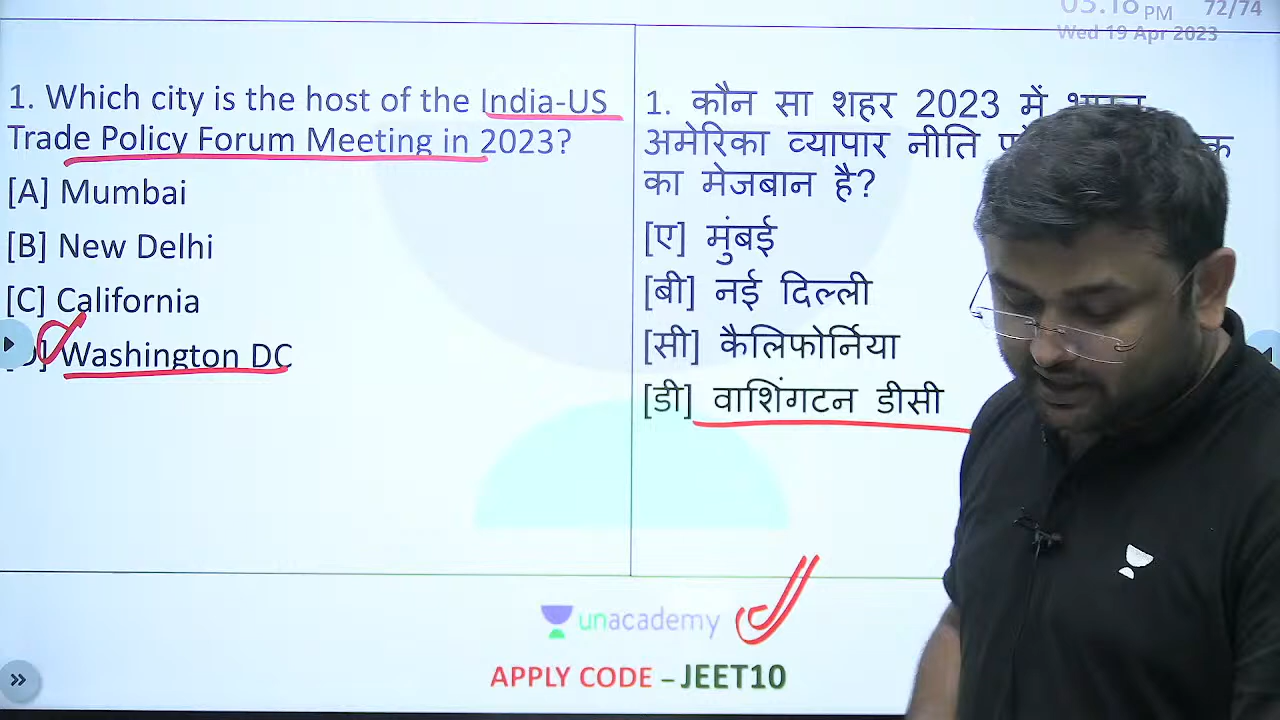 03:18 PM 72/74
Wed 19 Apr 2023
1. Which city is the host of the India-US
Trade Policy Forum Meeting in 2023?
[A] Mumbai
[B] New Delhi
[C] California
Washington DC
1. कौन सा शहर 2023 में
अमेरिका व्यापार नीति
का मेजबान है?
[ए] मुंबई
[बी] नई दिल्ली
[सी] कैलिफोर्निया
[डी] वाशिंगटन डीसी
unacademy
APPLY CODE – JEET10